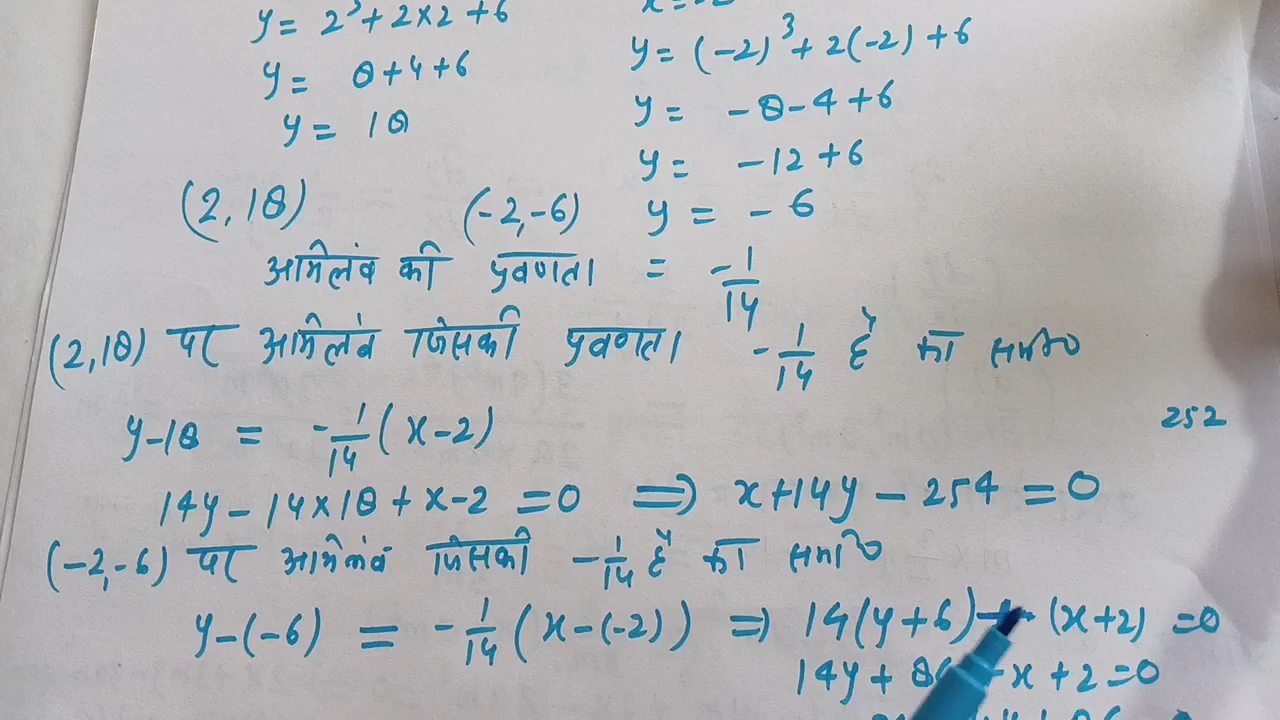 y = 2³ + 2×2 + 6
y = 8 + 4 + 6
y = 18
y = (-2)³ + 2(-2) + 6
y = -8 - 4 + 6
y = -12 + 6
(2, 18) (-2, -6) y = -6
अभिलंब की प्रवणता = -1/14
(2, 18) पर अभिलंब जिसकी प्रवणता -1/14 है का समी०
y - 18 = -1/14 (x - 2)
252
14y - 14×18 + x - 2 = 0 ⇒ x + 14y - 254 = 0
(-2, -6) पर अभिलंब जिसकी -1/14 है का समी०
y - (-6) = -1/14 (x - (-2)) ⇒ 14(y + 6) (x + 2) = 0
14y + x + 2 = 0